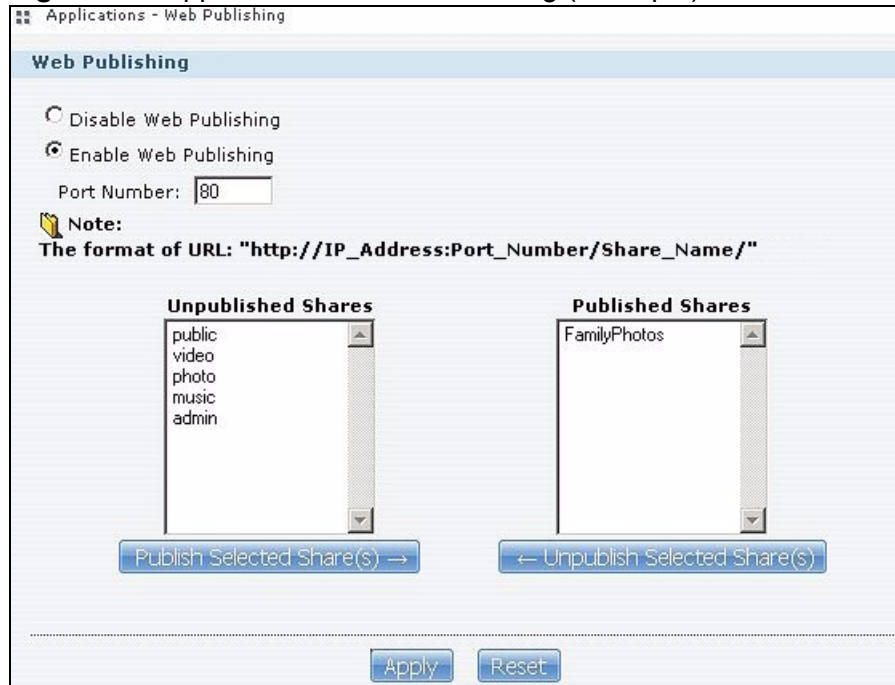 Applications - Web Publishing
Web Publishing
Disable Web Publishing
Enable Web Publishing
Port Number: 80
Note:
The format of URL: "http://IP_Address:Port_Number/Share_Name/"
Unpublished Shares
public
video
photo
music
admin
Publish Selected Share(s) →
Published Shares
FamilyPhotos
← Unpublish Selected Share(s)
Apply
Reset